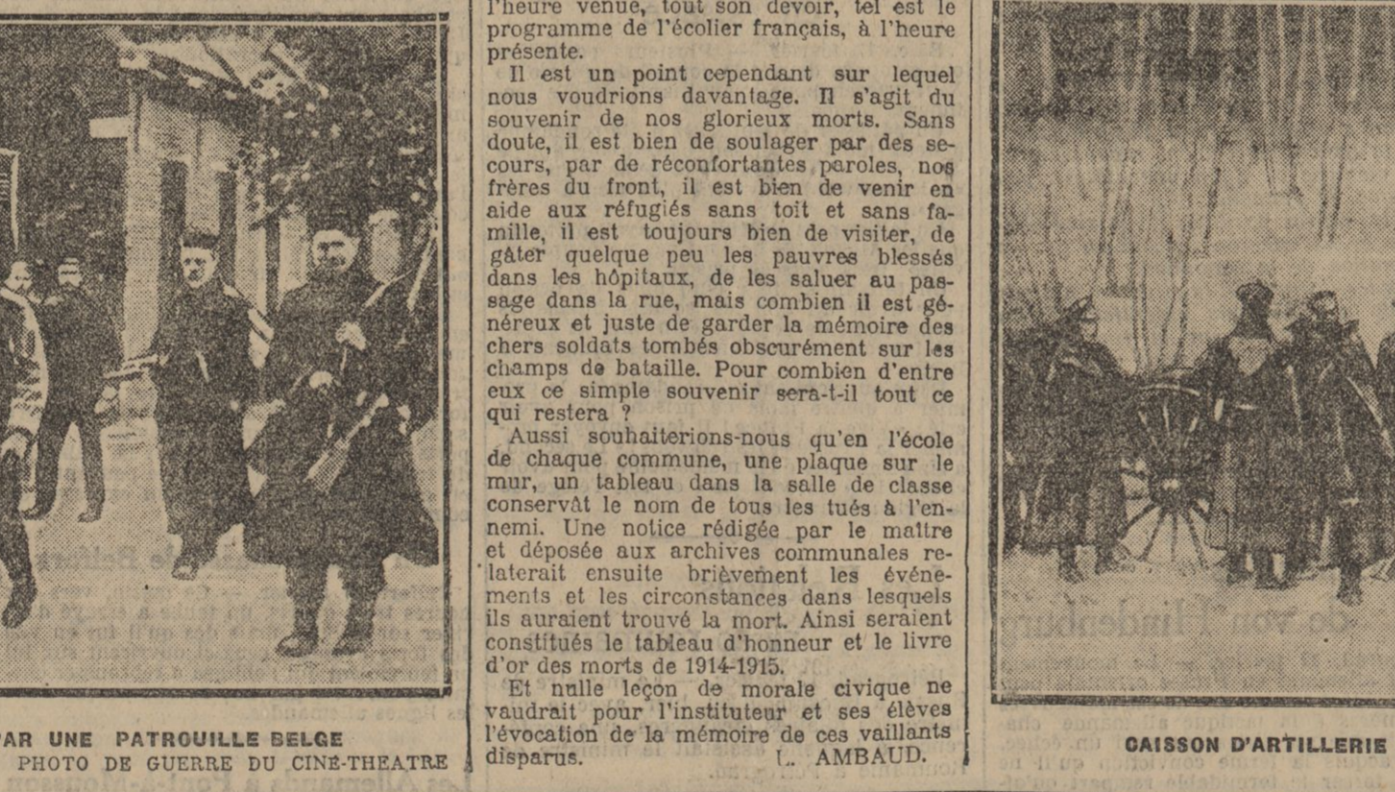 AR UNE PATROUILLE BELGE
PHOTO DE GUERRE DU CINÉ-THEATRE
l'heure venue, tout son devoir, tel est le
programme de l'écolier français, à l'heure
présente.
Il est un point cependant sur lequel
nous voudrions davantage. Il s'agit du
souvenir de nos glorieux morts. Sans
doute, il est bien de soulager par des se-
cours, par de réconfortantes paroles, nos
frères du front, il est bien de venir en
aide aux réfugiés sans toit et sans fa-
mille, il est toujours bien de visiter, de
gâter quelque peu les pauvres blessés
dans les hôpitaux, de les saluer au pas-
sage dans la rue, mais combien il est gé-
néreux et juste de garder la mémoire des
chers soldats tombés obscurément sur les
champs de bataille. Pour combien d'entre
eux ce simple souvenir sera-t-il tout ce
qui restera ?
Aussi souhaiterions-nous qu'en l'école
de chaque commune, une plaque sur le
mur, un tableau dans la salle de classe
conservât le nom de tous les tués à l'en-
nemi. Une notice rédigée par le maître
et déposée aux archives communales re-
laterait ensuite brièvement les événe-
ments et les circonstances dans lesquels
ils auraient trouvé la mort. Ainsi seraient
constitués le tableau d'honneur et le livre
d'or des morts de 1914-1915.
Et nulle leçon de morale civique ne
vaudrait pour l'instituteur et ses élèves
l'évocation de la mémoire de ces vaillants
disparus. L. AMBAUD.
CAISSON D'ARTILLERIE